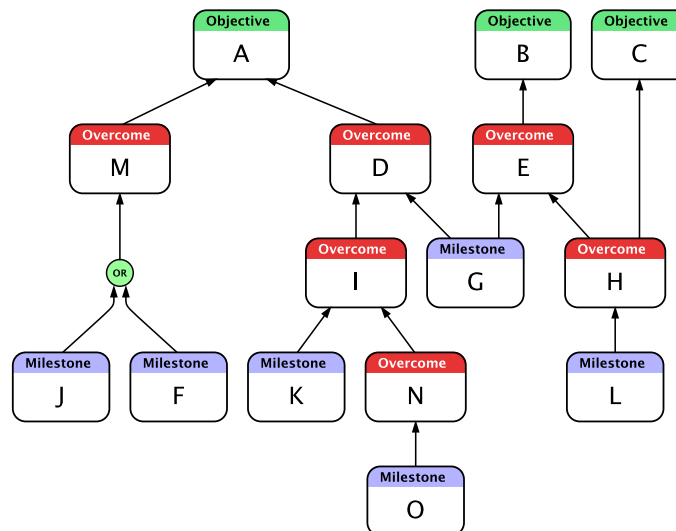 Objective
A
Objective
B
Objective
C
Overcome
M
Overcome
D
Overcome
E
OR
Overcome
I
Milestone
G
Overcome
H
Milestone
J
Milestone
F
Milestone
K
Overcome
N
Milestone
L
Milestone
O